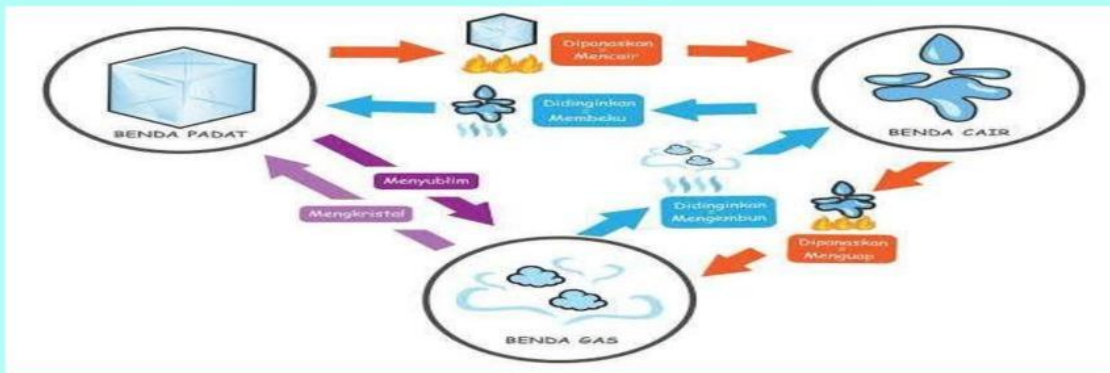 Dipanaskan
=
Mencair
Didinginkan
=
Membeku
BENDA PADAT
BENDA CAIR
Menyublim
Mengkristal
Didinginkan
=
Mengembun
Dipanaskan
=
Menguap
BENDA GAS